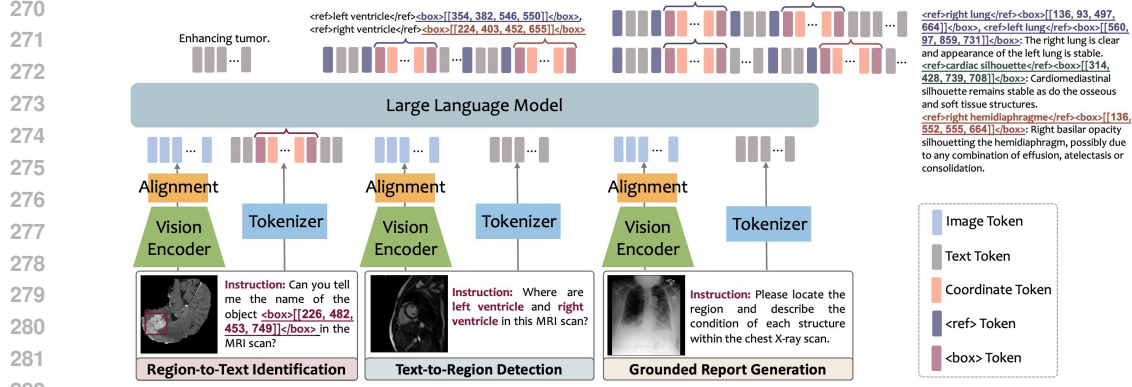 270
271
272
273
274
275
276
277
278
279
280
281
Enhancing tumor.
...
<ref>left ventricle</ref><box>[[354, 382, 546, 550]]</box>,
<ref>right ventricle</ref><box>[[224, 403, 452, 655]]</box>
<ref>right lung</ref><box>[[136, 93, 497,
664]]</box>, <ref>left lung</ref><box>[[560,
97, 859, 731]]</box>: The right lung is clear
and appearance of the left lung is stable.
<ref>cardiac silhouette</ref><box>[[314,
428, 739, 708]]</box>: Cardiomediastinal
silhouette remains stable as do the osseous
and soft tissue structures.
<ref>right hemidiaphragme</ref><box>[[136,
552, 555, 664]]</box>: Right basilar opacity
silhouetting the hemidiaphragm, possibly due
to any combination of effusion, atelectasis or
consolidation.
Large Language Model
Alignment
Vision
Encoder
Tokenizer
Alignment
Vision
Encoder
Tokenizer
Alignment
Vision
Encoder
Tokenizer
Instruction: Can you tell
me the name of the
object <box>[[226, 482,
453, 749]]</box> in the
MRI scan?
Region-to-Text Identification
Instruction: Where are
left ventricle and right
ventricle in this MRI scan?
Text-to-Region Detection
Instruction: Please locate the
region and describe the
condition of each structure
within the chest X-ray scan.
Grounded Report Generation
Image Token
Text Token
Coordinate Token
<ref> Token
<box> Token